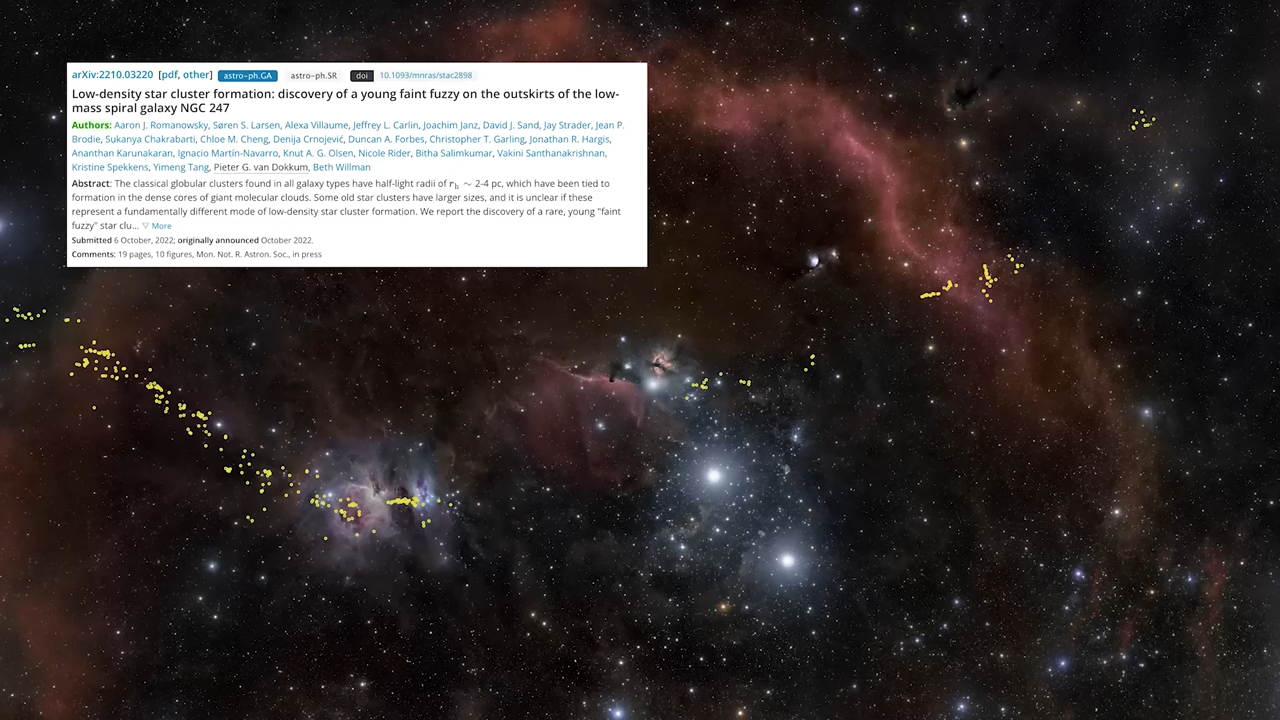 arXiv:2210.03220 [pdf, other] astro-ph.GA astro-ph.SR doi 10.1093/mnras/stac2898
Low-density star cluster formation: discovery of a young faint fuzzy on the outskirts of the low-
mass spiral galaxy NGC 247
Authors: Aaron J. Romanowsky, Søren S. Larsen, Alexa Villaume, Jeffrey L. Carlin, Joachim Janz, David J. Sand, Jay Strader, Jean P.
Brodie, Sukanya Chakrabarti, Chloe M. Cheng, Denija Crnojević, Duncan A. Forbes, Christopher T. Garling, Jonathan R. Hargis,
Ananthan Karunakaran, Ignacio Martín-Navarro, Knut A. G. Olsen, Nicole Rider, Bitha Salimkumar, Vakini Santhanakrishnan,
Kristine Spekkens, Yimeng Tang, Pieter G. van Dokkum, Beth Willman
Abstract: The classical globular clusters found in all galaxy types have half-light radii of rₕ ∼ 2-4 pc, which have been tied to
formation in the dense cores of giant molecular clouds. Some old star clusters have larger sizes, and it is unclear if these
represent a fundamentally different mode of low-density star cluster formation. We report the discovery of a rare, young "faint
fuzzy" star clu... ▽ More
Submitted 6 October, 2022; originally announced October 2022.
Comments: 19 pages, 10 figures, Mon. Not. R. Astron. Soc., in press